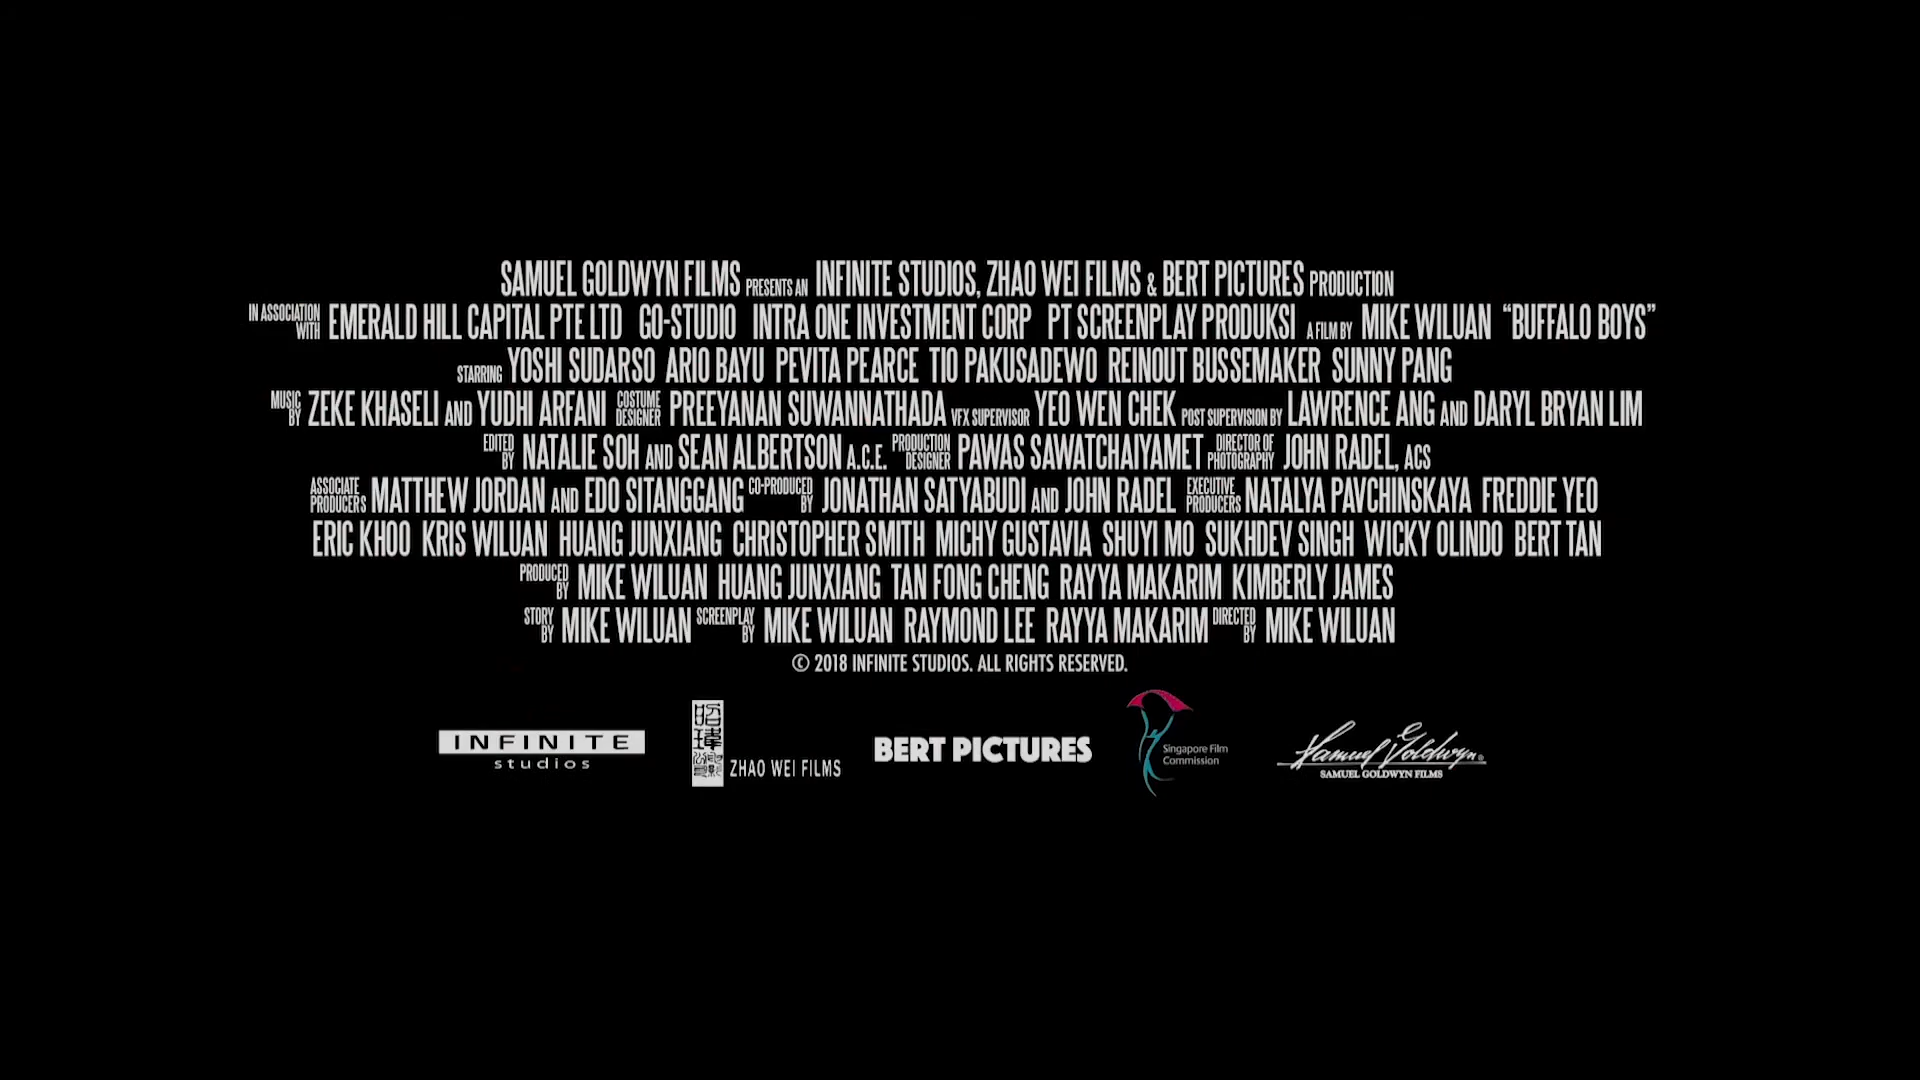 SAMUEL GOLDWYN FILMS PRESENTS AN INFINITE STUDIOS, ZHAO WEI FILMS & BERT PICTURES PRODUCTION
IN ASSOCIATION WITH EMERALD HILL CAPITAL PTE LTD GO-STUDIO INTRA ONE INVESTMENT CORP PT SCREENPLAY PRODUKSI A FILM BY MIKE WILUAN “BUFFALO BOYS”
STARRING YOSHI SUDARSO ARIO BAYU PEVITA PEARCE TIO PAKUSADEWO REINOUT BUSSEMAKER SUNNY PANG
MUSIC BY ZEKE KHASELI AND YUDHI ARFANI COSTUME DESIGNER PREEYANAN SUWANNATHADA VFX SUPERVISOR YEO WEN CHEK POST SUPERVISION BY LAWRENCE ANG AND DARYL BRYAN LIM
EDITED BY NATALIE SOH AND SEAN ALBERTSON A.C.E. PRODUCTION DESIGNER PAWAS SAWATCHAIYAMET DIRECTOR OF PHOTOGRAPHY JOHN RADEL, ACS
ASSOCIATE PRODUCERS MATTHEW JORDAN AND EDO SITANGGANG CO-PRODUCED BY JONATHAN SATYABUDI AND JOHN RADEL EXECUTIVE PRODUCERS NATALYA PAVCHINSKAYA FREDDIE YEO
ERIC KHOO KRIS WILUAN HUANG JUNXIANG CHRISTOPHER SMITH MICHY GUSTAVIA SHUYI MO SUKHDEV SINGH WICKY OLINDO BERT TAN
PRODUCED BY MIKE WILUAN HUANG JUNXIANG TAN FONG CHENG RAYYA MAKARIM KIMBERLY JAMES
STORY BY MIKE WILUAN SCREENPLAY BY MIKE WILUAN RAYMOND LEE RAYYA MAKARIM DIRECTED BY MIKE WILUAN
© 2018 INFINITE STUDIOS. ALL RIGHTS RESERVED.
INFINITE
studios
ZHAO WEI FILMS
BERT PICTURES
Singapore Film
Commission
Samuel Goldwyn
SAMUEL GOLDWYN FILMS